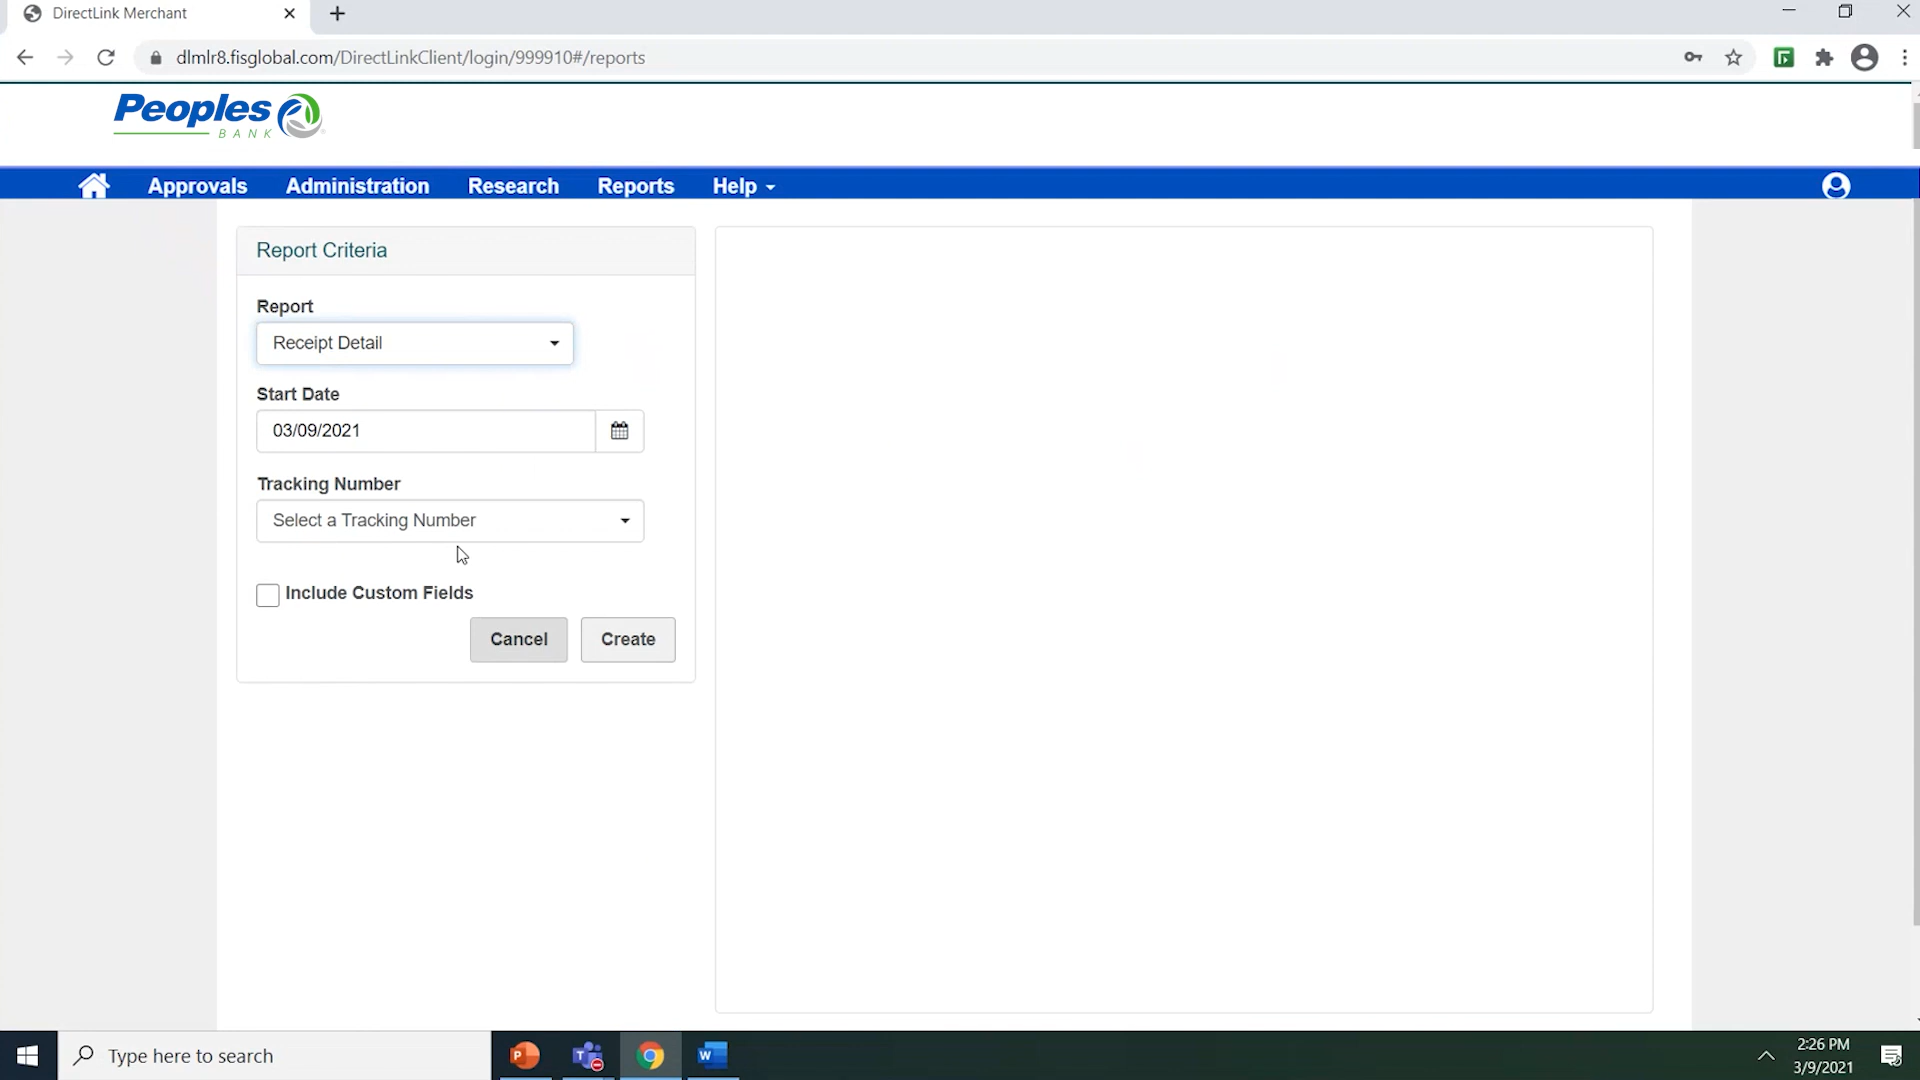 DirectLink Merchant
dlmlr8.fisglobal.com/DirectLinkClient/login/999910#/reports
Peoples
BANK
Approvals Administration Research Reports Help
Report Criteria
Report
Receipt Detail
Start Date
03/09/2021
Tracking Number
Select a Tracking Number
Include Custom Fields
Cancel Create
Type here to search
2:26 PM
3/9/2021